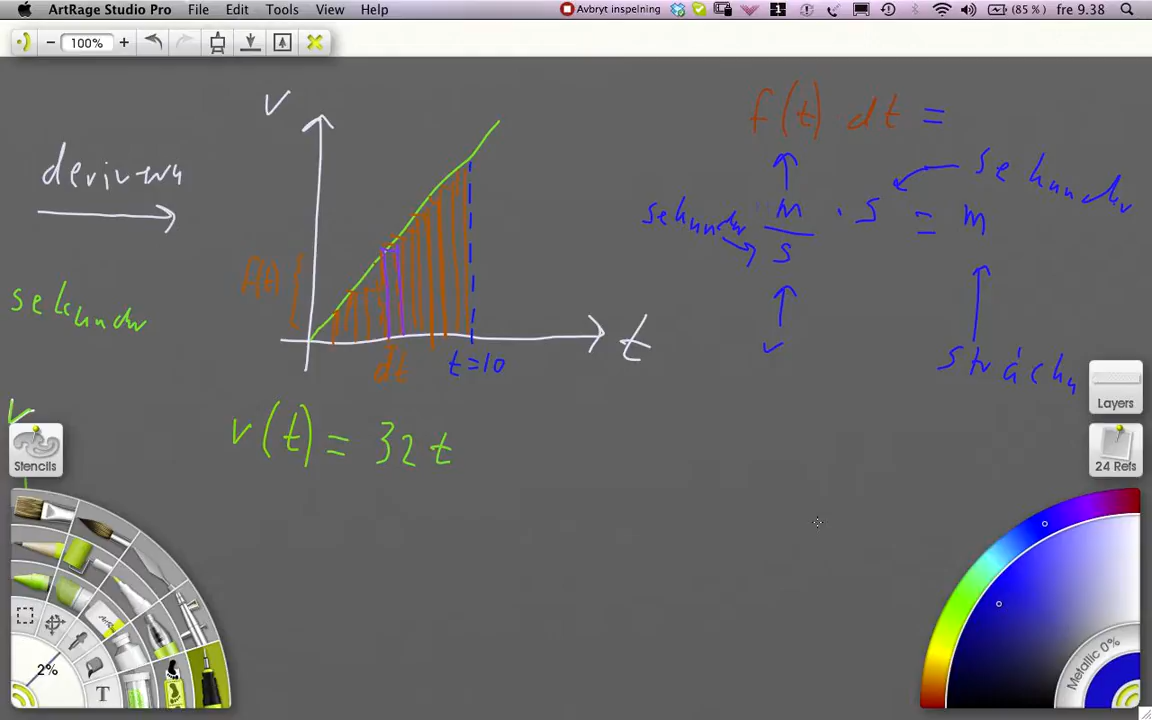 ArtRage Studio Pro File Edit Tools View Help Avbryt inspelning (85 %) fre 9.38
100%
v
derivera
f(t) dt =
sekunder
sekunder m/s · s = m
f(t)
sekunder
t
dt
t=10
v
sträcka
v
v(t) = 32t
Layers
Stencils
24 Refs
2%
T
Metallic 0%